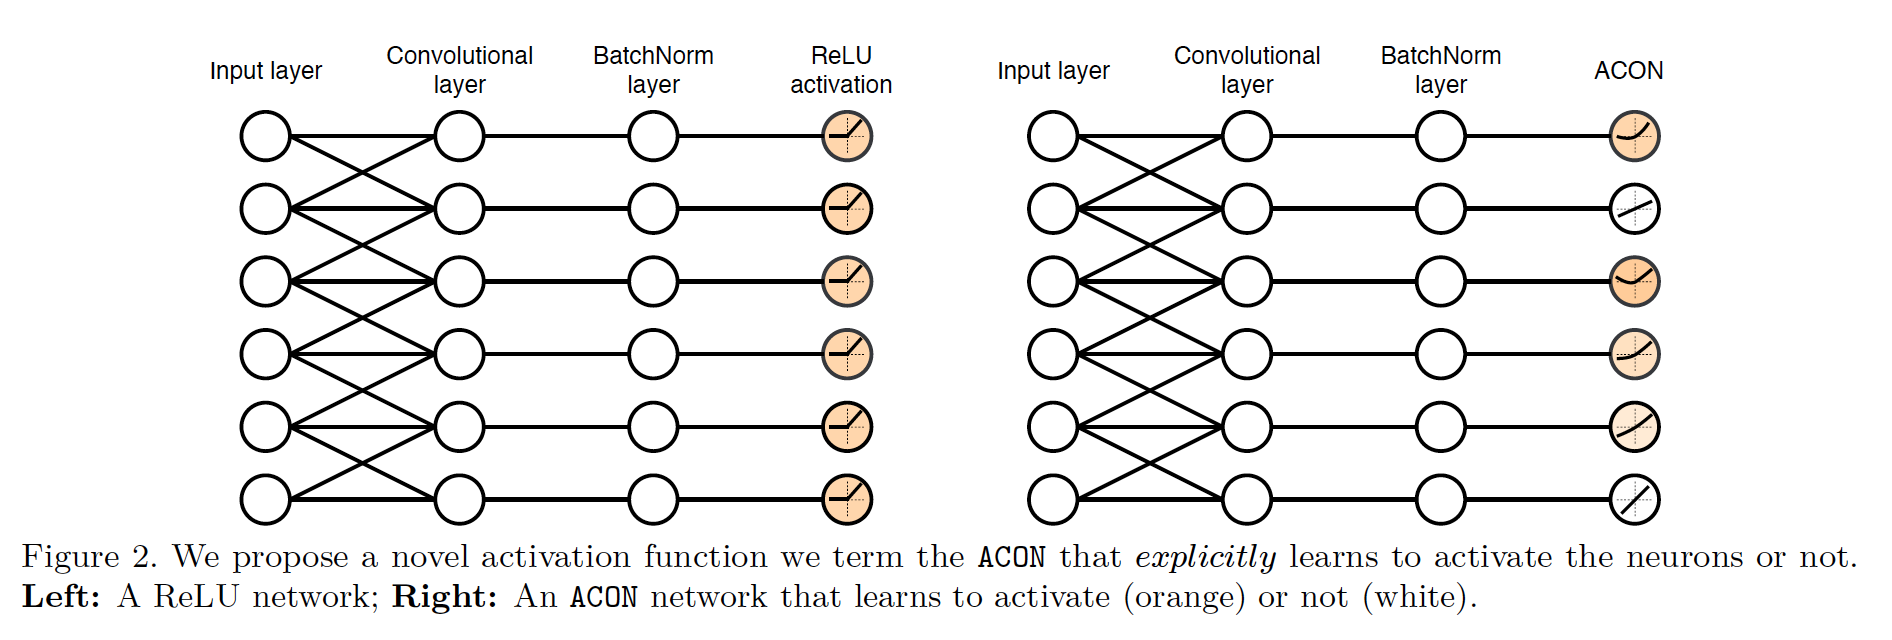 Input layer
Convolutional
layer
BatchNorm
layer
ReLU
activation
Input layer
Convolutional
layer
BatchNorm
layer
ACON
Figure 2. We propose a novel activation function we term the ACON that explicitly learns to activate the neurons or not.
Left: A ReLU network; Right: An ACON network that learns to activate (orange) or not (white).